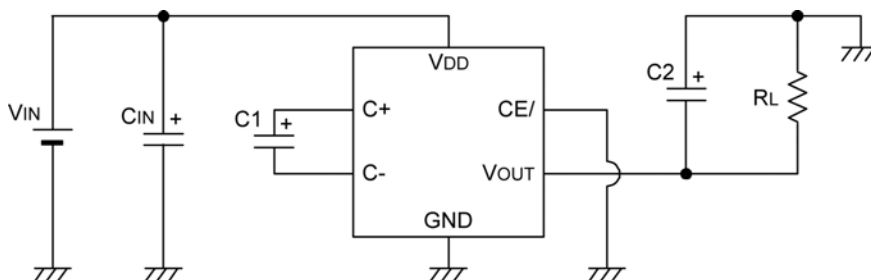 VDD
C2 +
VIN
CIN +
C1 +
C+
CE/
RL
C-
VOUT
GND